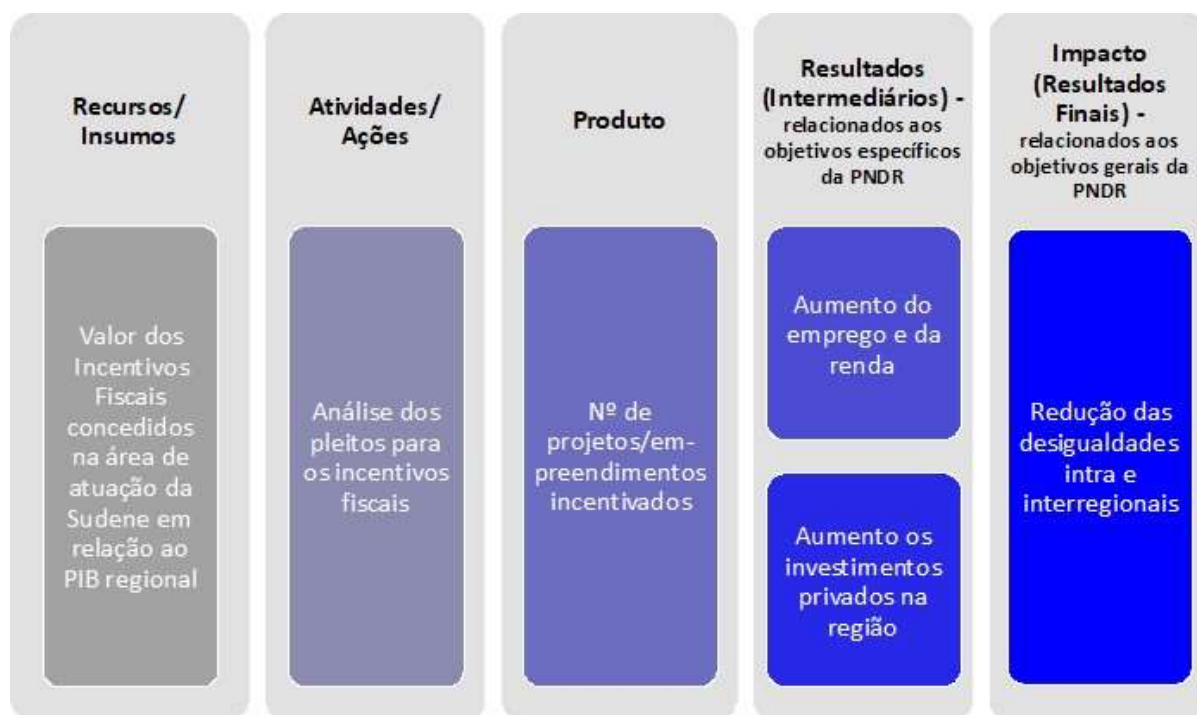 Recursos/
Insumos
Valor dos
Incentivos
Fiscais
concedidos
na área de
atuação da
Sudene em
relação ao
PIB regional
Atividades/
Ações
Análise dos
pleitos para
os incentivos
fiscais
Produto
Nº de
projetos/em-
preendimentos
incentivados
Resultados
(Intermediários) -
relacionados aos
objetivos específicos
da PNDR
Aumento do
emprego e da
renda
Aumento os
investimentos
privados na
região
Impacto
(Resultados
Finais) -
relacionados aos
objetivos gerais da
PNDR
Redução das
desigualdades
intra e
interregionais